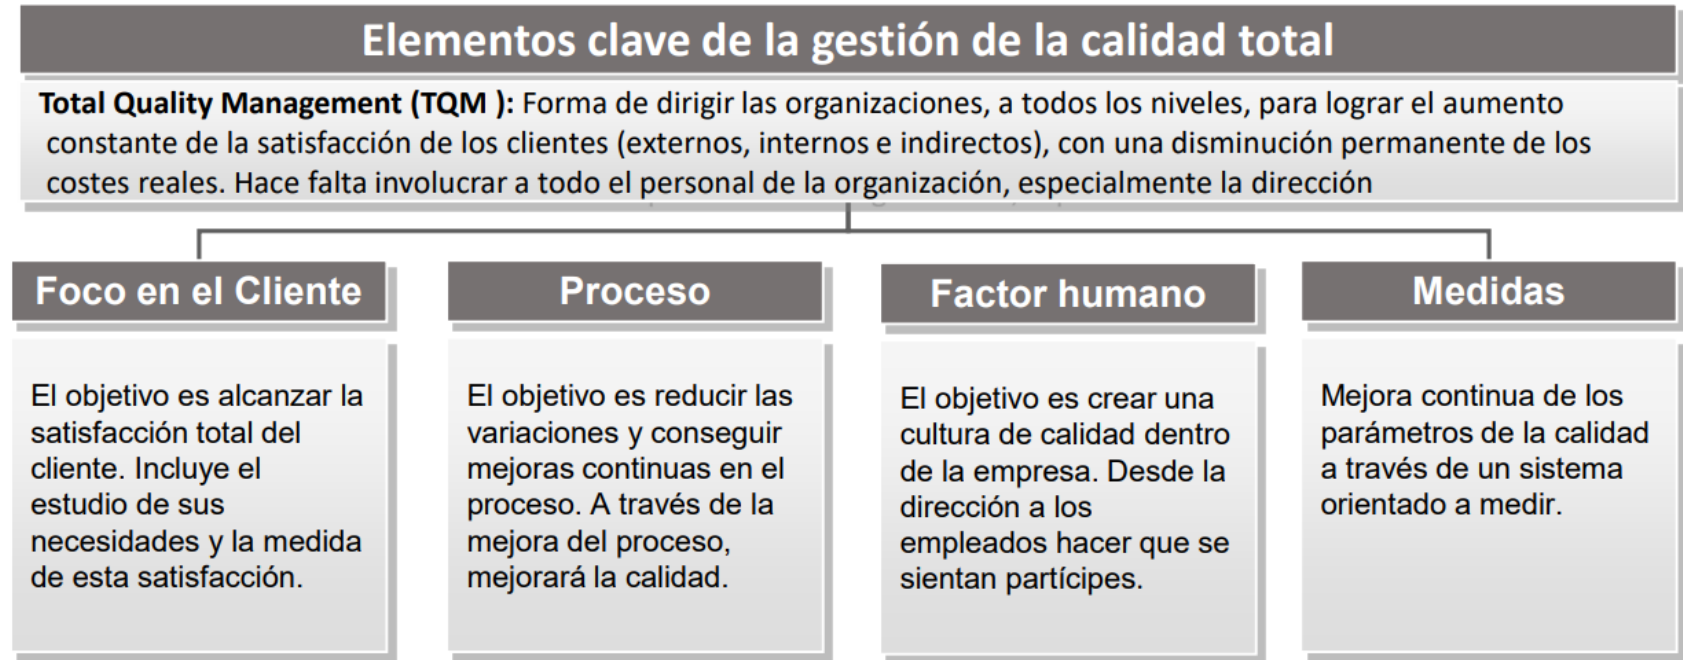 Elementos clave de la gestión de la calidad total
Total Quality Management (TQM ): Forma de dirigir las organizaciones, a todos los niveles, para lograr el aumento
constante de la satisfacción de los clientes (externos, internos e indirectos), con una disminución permanente de los
costes reales. Hace falta involucrar a todo el personal de la organización, especialmente la dirección
Foco en el Cliente
El objetivo es alcanzar la
satisfacción total del
cliente. Incluye el
estudio de sus
necesidades y la medida
de esta satisfacción.
Proceso
El objetivo es reducir las
variaciones y conseguir
mejoras continuas en el
proceso. A través de la
mejora del proceso,
mejorará la calidad.
Factor humano
El objetivo es crear una
cultura de calidad dentro
de la empresa. Desde la
dirección a los
empleados hacer que se
sientan partícipes.
Medidas
Mejora continua de los
parámetros de la calidad
a través de un sistema
orientado a medir.